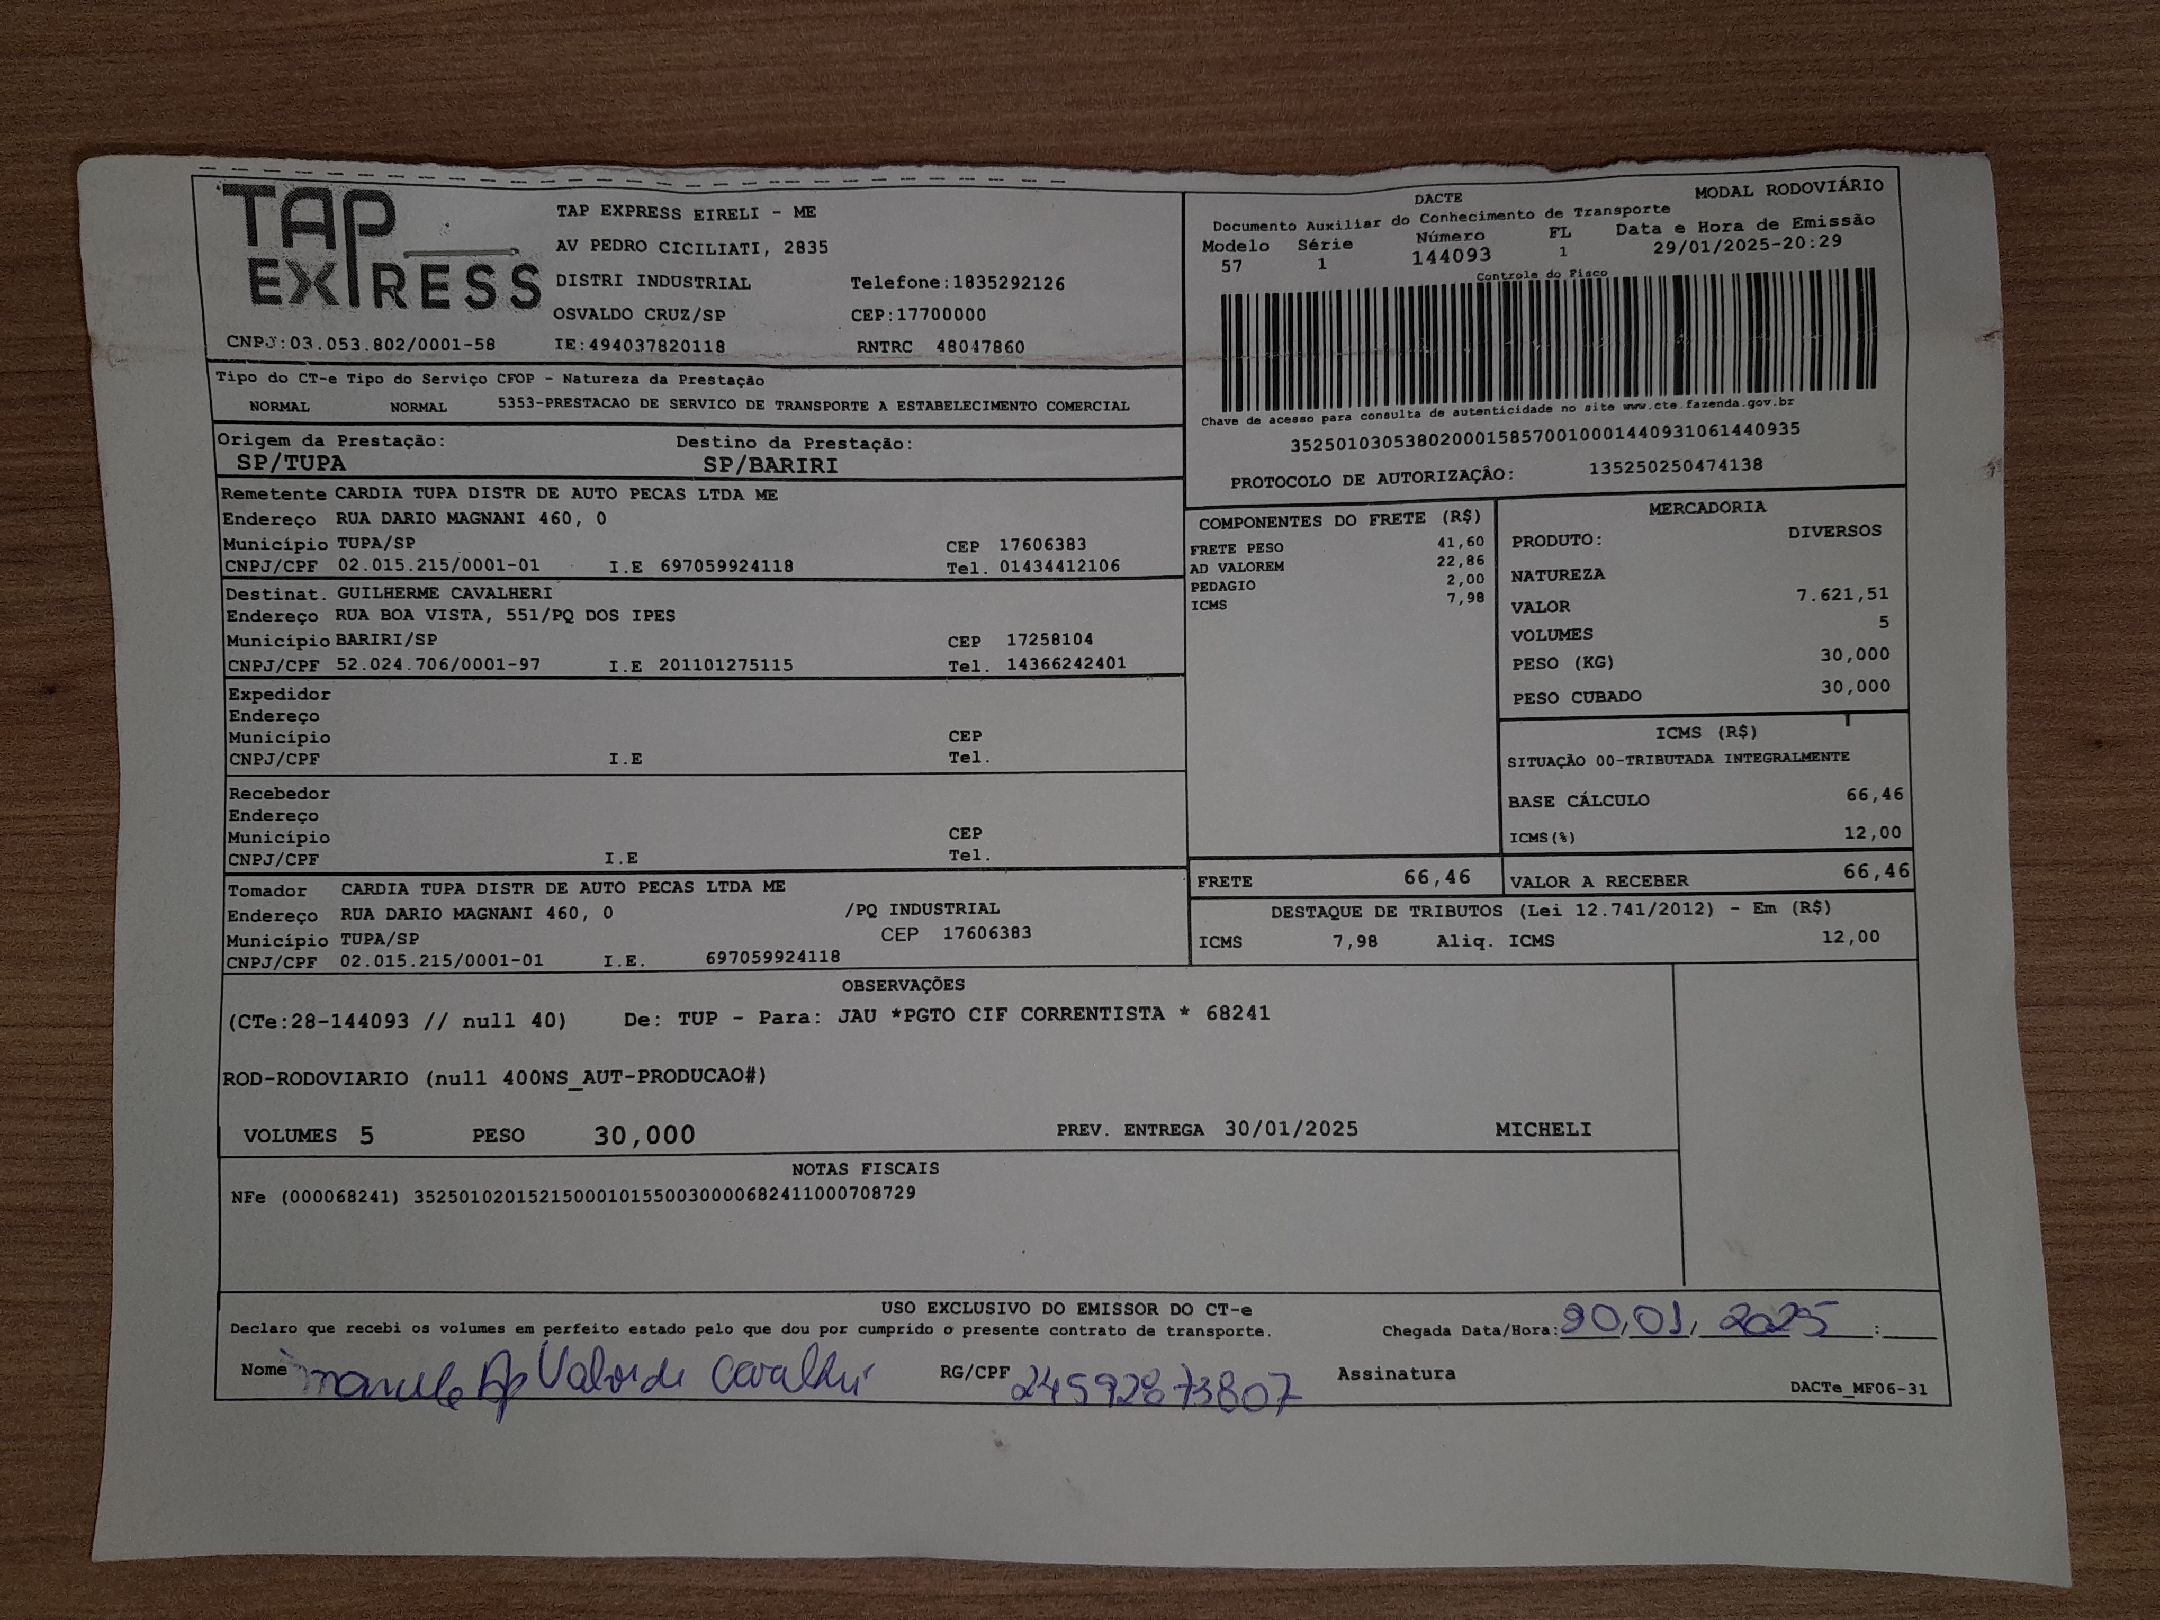 TAP EXPRESS
TAP EXPRESS EIRELI - ME
AV PEDRO CICILIATI, 2835
DISTRI INDUSTRIAL Telefone:1835292126
OSVALDO CRUZ/SP CEP:17700000
CNPJ:03.053.802/0001-58 IE:494037820118 RNTRC 48047860
DACTE MODAL RODOVIÁRIO
Documento Auxiliar do Conhecimento de Transporte
Modelo Série Número FL Data e Hora de Emissão
57 1 144093 1 29/01/2025-20:29
Controle do Fisco
Chave de acesso para consulta de autenticidade no site www.cte.fazenda.gov.br
35250103053802000158570010001440931061440935
PROTOCOLO DE AUTORIZAÇÃO: 135250250474138
Tipo do CT-e Tipo do Serviço CFOP - Natureza da Prestação
NORMAL NORMAL 5353-PRESTACAO DE SERVICO DE TRANSPORTE A ESTABELECIMENTO COMERCIAL
Origem da Prestação: Destino da Prestação:
SP/TUPA SP/BARIRI
Remetente CARDIA TUPA DISTR DE AUTO PECAS LTDA ME
Endereço RUA DARIO MAGNANI 460, 0
Município TUPA/SP CEP 17606383
CNPJ/CPF 02.015.215/0001-01 I.E 697059924118 Tel. 01434412106
Destinat. GUILHERME CAVALHERI
Endereço RUA BOA VISTA, 551/PQ DOS IPES
Município BARIRI/SP CEP 17258104
CNPJ/CPF 52.024.706/0001-97 I.E 201101275115 Tel. 14366242401
Expedidor
Endereço
Município CEP
CNPJ/CPF I.E Tel.
Recebedor
Endereço
Município CEP
CNPJ/CPF I.E Tel.
Tomador CARDIA TUPA DISTR DE AUTO PECAS LTDA ME
Endereço RUA DARIO MAGNANI 460, 0 /PQ INDUSTRIAL
Município TUPA/SP CEP 17606383
CNPJ/CPF 02.015.215/0001-01 I.E. 697059924118
COMPONENTES DO FRETE (R$)
FRETE PESO 41,60
AD VALOREM 22,86
PEDAGIO 2,00
ICMS 7,98
MERCADORIA
PRODUTO: DIVERSOS
NATUREZA
VALOR 7.621,51
VOLUMES 5
PESO (KG) 30,000
PESO CUBADO 30,000
ICMS (R$)
SITUAÇÃO 00-TRIBUTADA INTEGRALMENTE
BASE CÁLCULO 66,46
ICMS(%) 12,00
FRETE 66,46 VALOR A RECEBER 66,46
DESTAQUE DE TRIBUTOS (Lei 12.741/2012) - Em (R$)
ICMS 7,98 Aliq. ICMS 12,00
OBSERVAÇÕES
(CTe:28-144093 // null 40) De: TUP - Para: JAU *PGTO CIF CORRENTISTA * 68241
ROD-RODOVIARIO (null 400NS_AUT-PRODUCAO#)
VOLUMES 5 PESO 30,000 PREV. ENTREGA 30/01/2025 MICHELI
NOTAS FISCAIS
NFe (000068241) 35250102015215000101550030000682411000708729
USO EXCLUSIVO DO EMISSOR DO CT-e
Declaro que recebi os volumes em perfeito estado pelo que dou por cumprido o presente contrato de transporte. Chegada Data/Hora: 30,01, 2025 :
Nome Ap Valverde Cavalheri RG/CPF 24592873807 Assinatura
DACTe_MF06-31